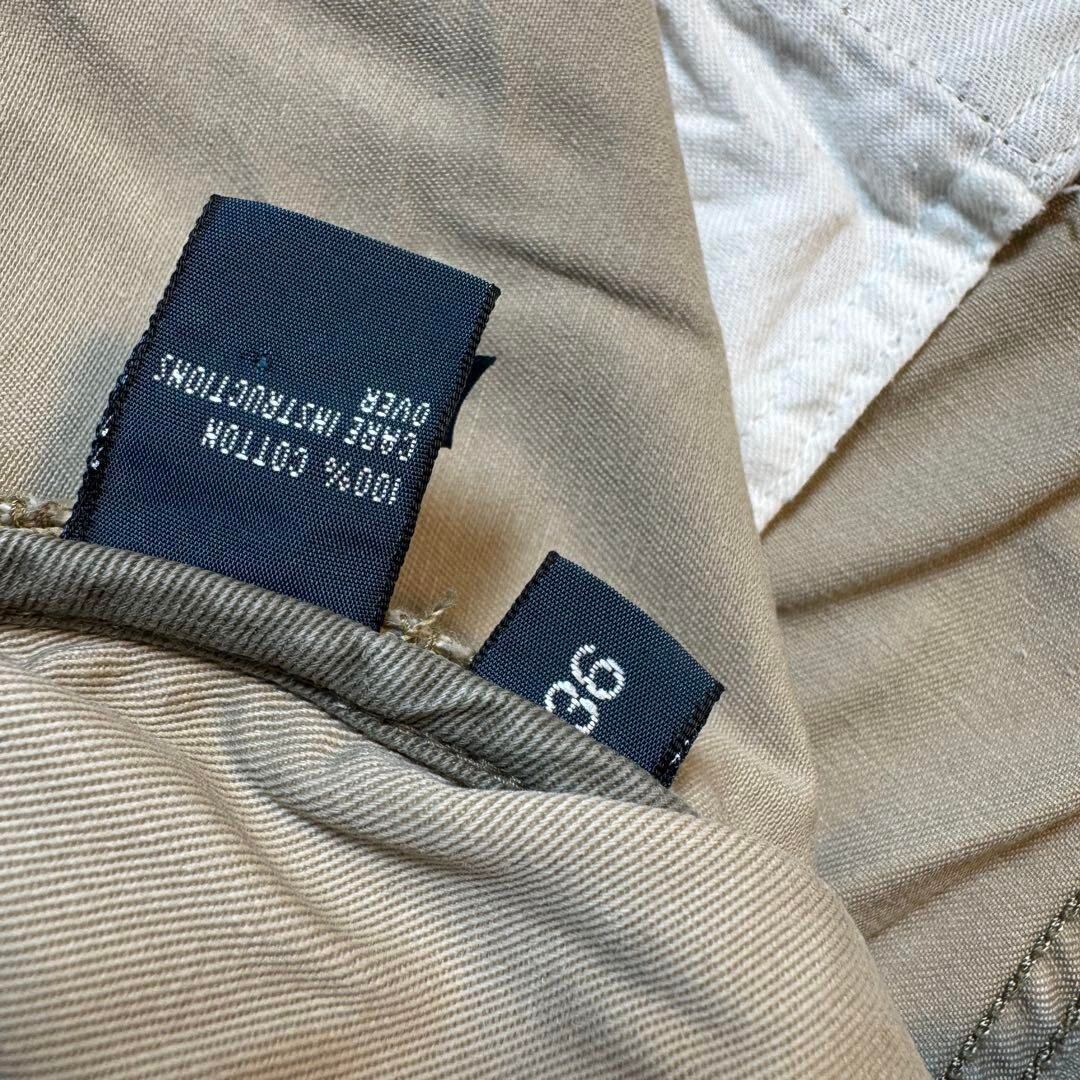 100% COTTON
CARE INSTRUCTIONS
OVER
36